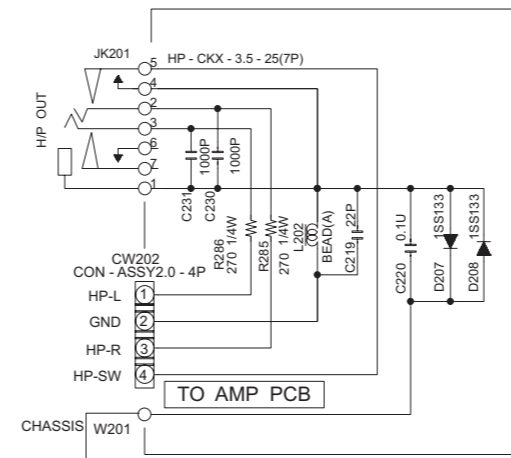 JK201
HP - CKX - 3.5 - 25(7P)
5
4
2
3
6
7
1
H/P OUT
C231
1000P
C230
1000P
R286
270 1/4W
R285
270 1/4W
L202
BEAD(A)
C219
22P
C220
0.1U
D207
1SS133
D208
1SS133
CW202
CON - ASSY2.0 - 4P
HP-L
1
GND
2
HP-R
3
HP-SW
4
TO AMP PCB
CHASSIS
W201